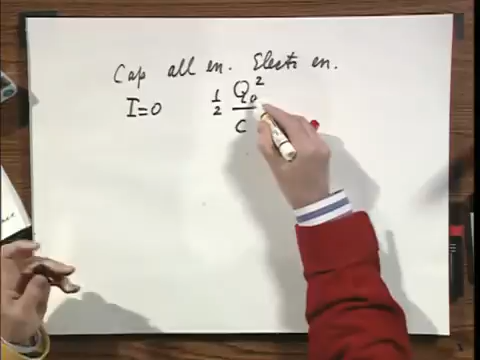 Cap all en. Electr en.
I=0 1/2 Q₀²/C